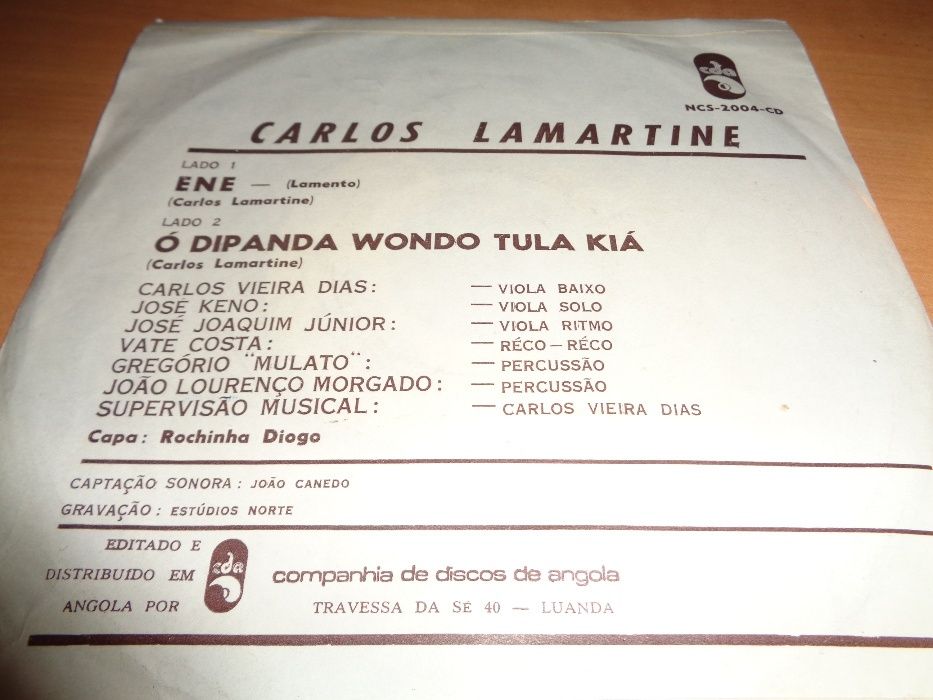 cda
NCS-2004-CD
CARLOS LAMARTINE
LADO 1
ENE — (Lamento)
(Carlos Lamartine)
LADO 2
Ó DIPANDA WONDO TULA KIÁ
(Carlos Lamartine)
CARLOS VIEIRA DIAS: — VIOLA BAIXO
JOSÉ KENO: — VIOLA SOLO
JOSÉ JOAQUIM JÚNIOR: — VIOLA RITMO
VATE COSTA: — RÉCO-RÉCO
GREGÓRIO "MULATO": — PERCUSSÃO
JOÃO LOURENÇO MORGADO: — PERCUSSÃO
SUPERVISÃO MUSICAL: — CARLOS VIEIRA DIAS
Capa: Rochinha Diogo
CAPTAÇÃO SONORA: JOÃO CANEDO
GRAVAÇÃO: ESTÚDIOS NORTE
EDITADO E
DISTRIBUÍDO EM
ANGOLA POR
cda
companhia de discos de angola
TRAVESSA DA SÉ 40 — LUANDA